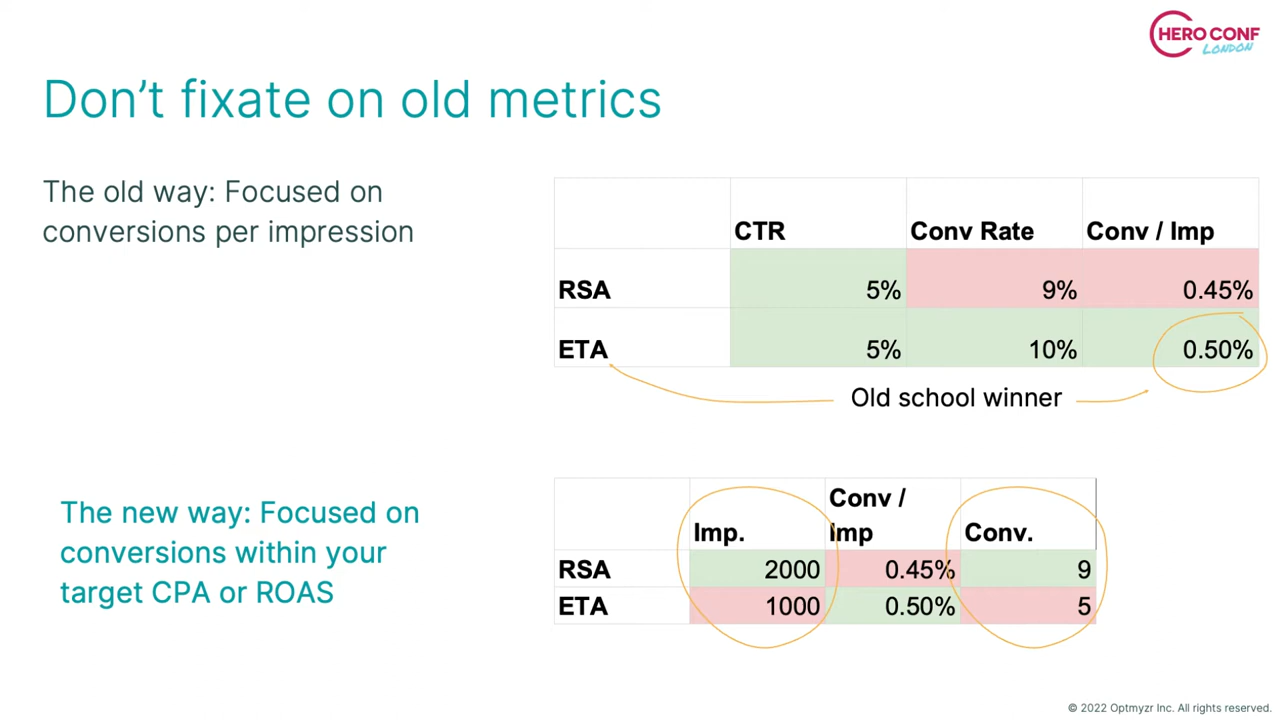 HERO CONF
LONDON
Don't fixate on old metrics
The old way: Focused on
conversions per impression
CTR Conv Rate Conv / Imp
RSA 5% 9% 0.45%
ETA 5% 10% 0.50%
Old school winner
The new way: Focused on
conversions within your
target CPA or ROAS
Imp. Conv / Imp Conv.
RSA 2000 0.45% 9
ETA 1000 0.50% 5
© 2022 Optmyzr Inc. All rights reserved.